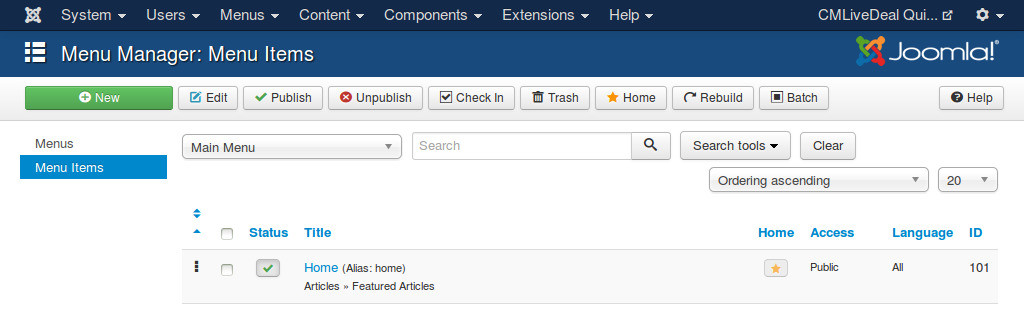 System Users Menus Content Components Extensions Help CMLiveDeal Qui...
Menu Manager: Menu Items Joomla!®
New Edit Publish Unpublish Check In Trash Home Rebuild Batch Help
Menus
Menu Items
Main Menu Search Search tools Clear
Ordering ascending 20
Status Title Home Access Language ID
Home (Alias: home) Public All 101
Articles » Featured Articles